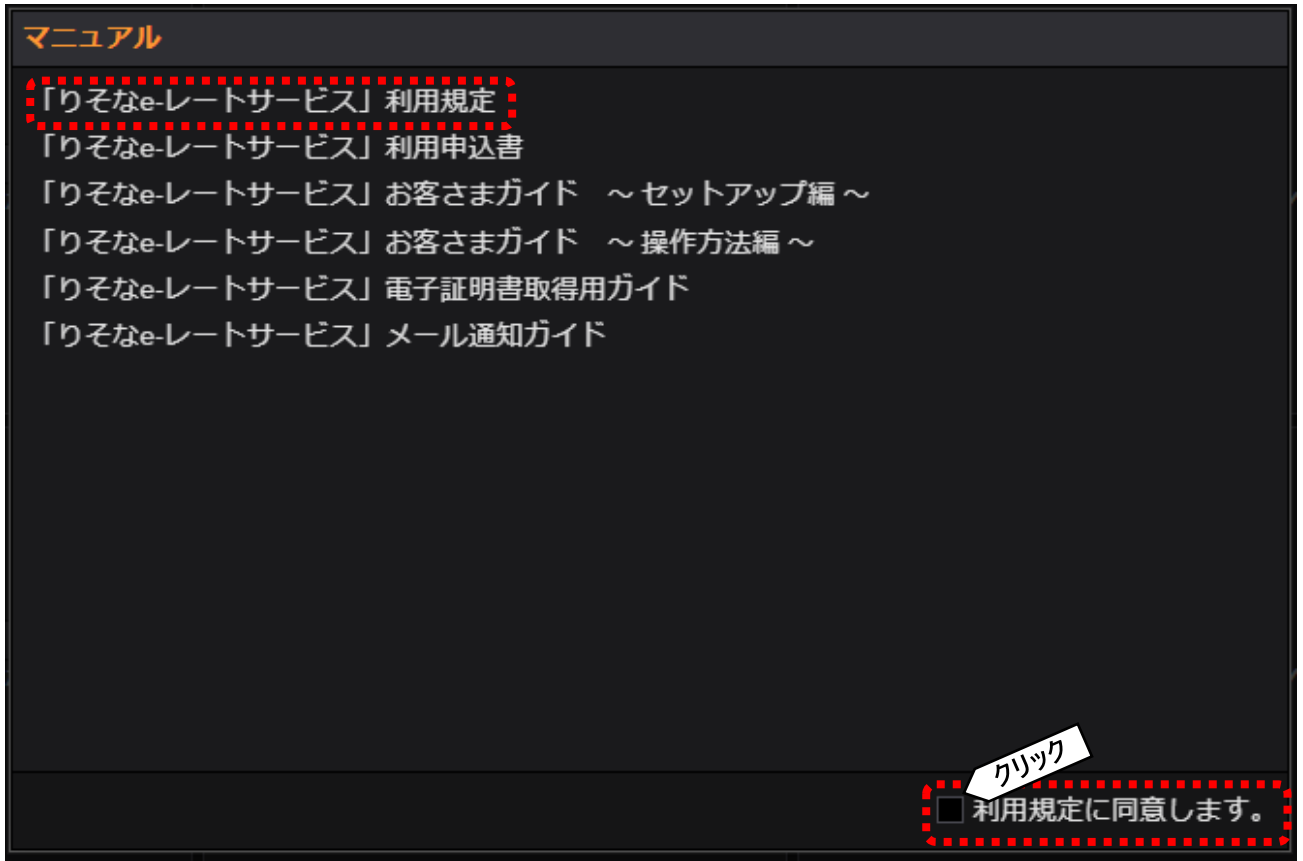 マニュアル
「りそなe-レートサービス」利用規定
「りそなe-レートサービス」利用申込書
「りそなe-レートサービス」お客さまガイド　～ セットアップ編 ～
「りそなe-レートサービス」お客さまガイド　～ 操作方法編 ～
「りそなe-レートサービス」電子証明書取得用ガイド
「りそなe-レートサービス」メール通知ガイド
クリック
利用規定に同意します。